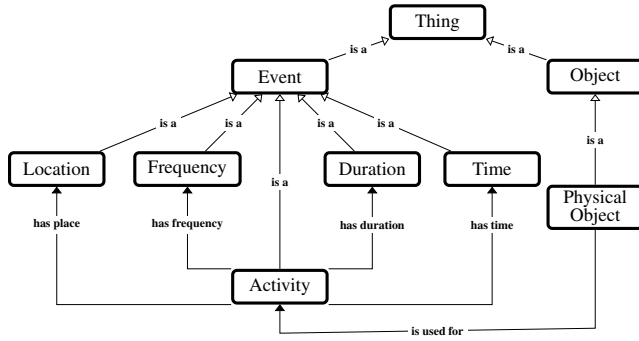 Thing
is a
is a
Event
Object
is a
is a
is a
is a
is a
Location
Frequency
Duration
Time
is a
is a
Physical
Object
has place
has frequency
has duration
has time
Activity
is used for